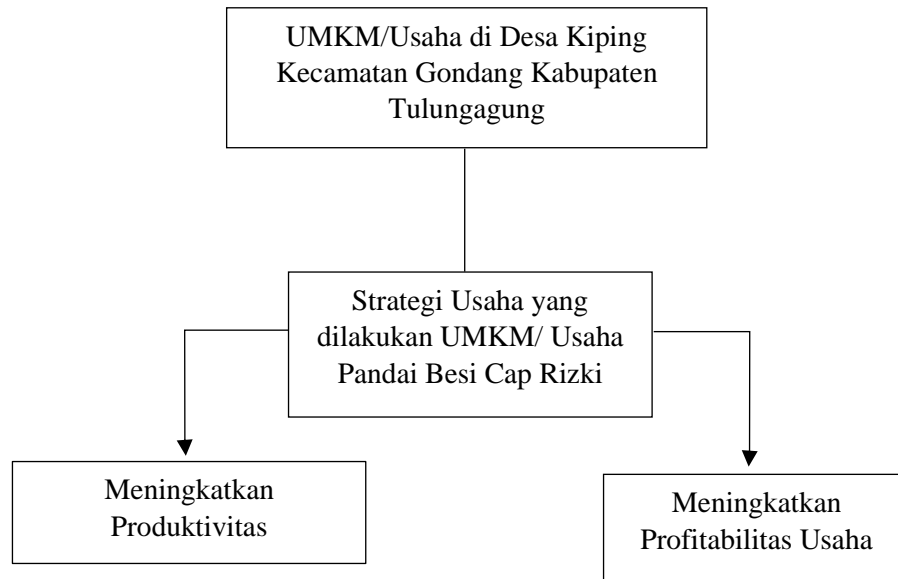 UMKM/Usaha di Desa Kiping
Kecamatan Gondang Kabupaten
Tulungagung
Strategi Usaha yang
dilakukan UMKM/ Usaha
Pandai Besi Cap Rizki
Meningkatkan
Produktivitas
Meningkatkan
Profitabilitas Usaha